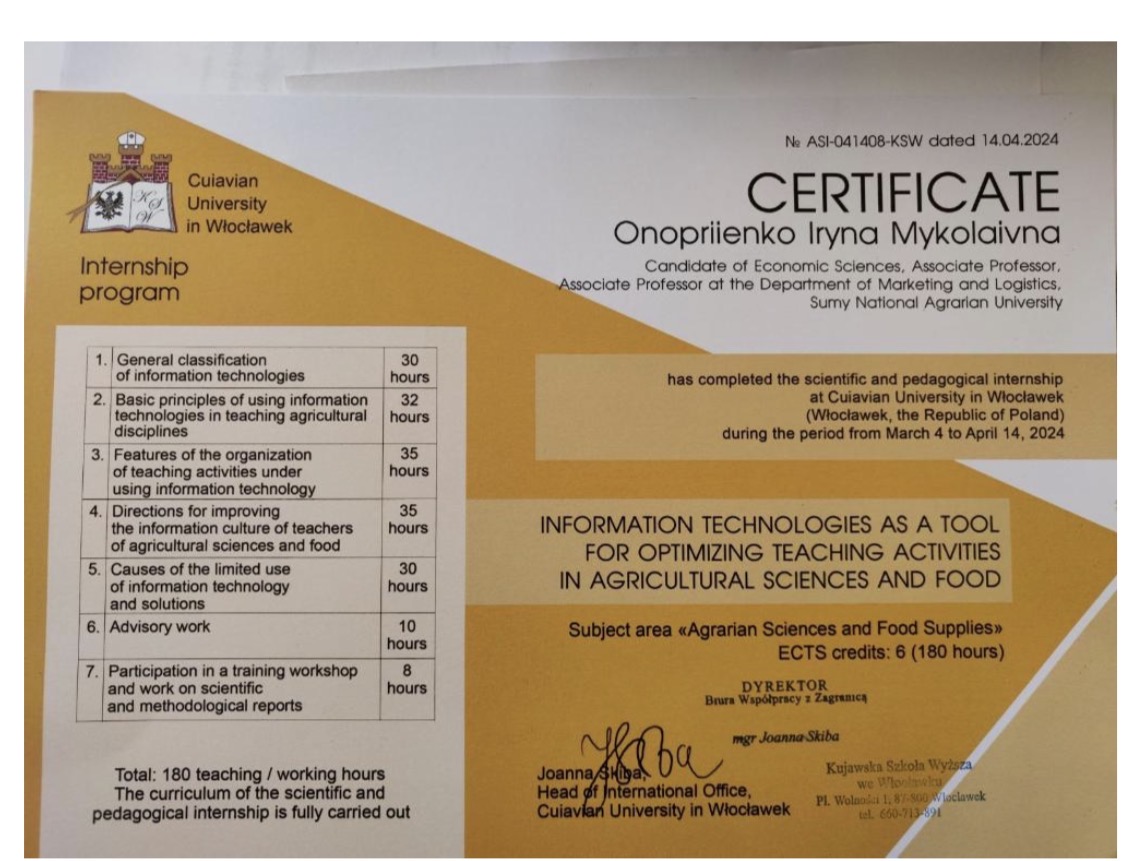 Cuiavian
University
in Włocławek
KSW
Internship
program
№ ASI-041408-KSW dated 14.04.2024
CERTIFICATE
Onopriienko Iryna Mykolaivna
Candidate of Economic Sciences, Associate Professor,
Associate Professor at the Department of Marketing and Logistics,
Sumy National Agrarian University
has completed the scientific and pedagogical internship
at Cuiavian University in Włocławek
(Włocławek, the Republic of Poland)
during the period from March 4 to April 14, 2024
1. General classification 30
of information technologies hours
2. Basic principles of using information 32
technologies in teaching agricultural hours
disciplines
3. Features of the organization 35
of teaching activities under hours
using information technology
4. Directions for improving 35
the information culture of teachers hours
of agricultural sciences and food
5. Causes of the limited use 30
of information technology hours
and solutions
6. Advisory work 10
hours
7. Participation in a training workshop 8
and work on scientific hours
and methodological reports
Total: 180 teaching / working hours
The curriculum of the scientific and
pedagogical internship is fully carried out
INFORMATION TECHNOLOGIES AS A TOOL
FOR OPTIMIZING TEACHING ACTIVITIES
IN AGRICULTURAL SCIENCES AND FOOD
Subject area «Agrarian Sciences and Food Supplies»
ECTS credits: 6 (180 hours)
DYREKTOR
Biura Współpracy z Zagranicą
mgr Joanna Skiba
Joanna Skiba,
Head of International Office,
Cuiavian University in Włocławek
Kujawska Szkoła Wyższa
we Włocławku
Pl. Wolności 1, 87-800 Włocławek
tel. 660-713-891